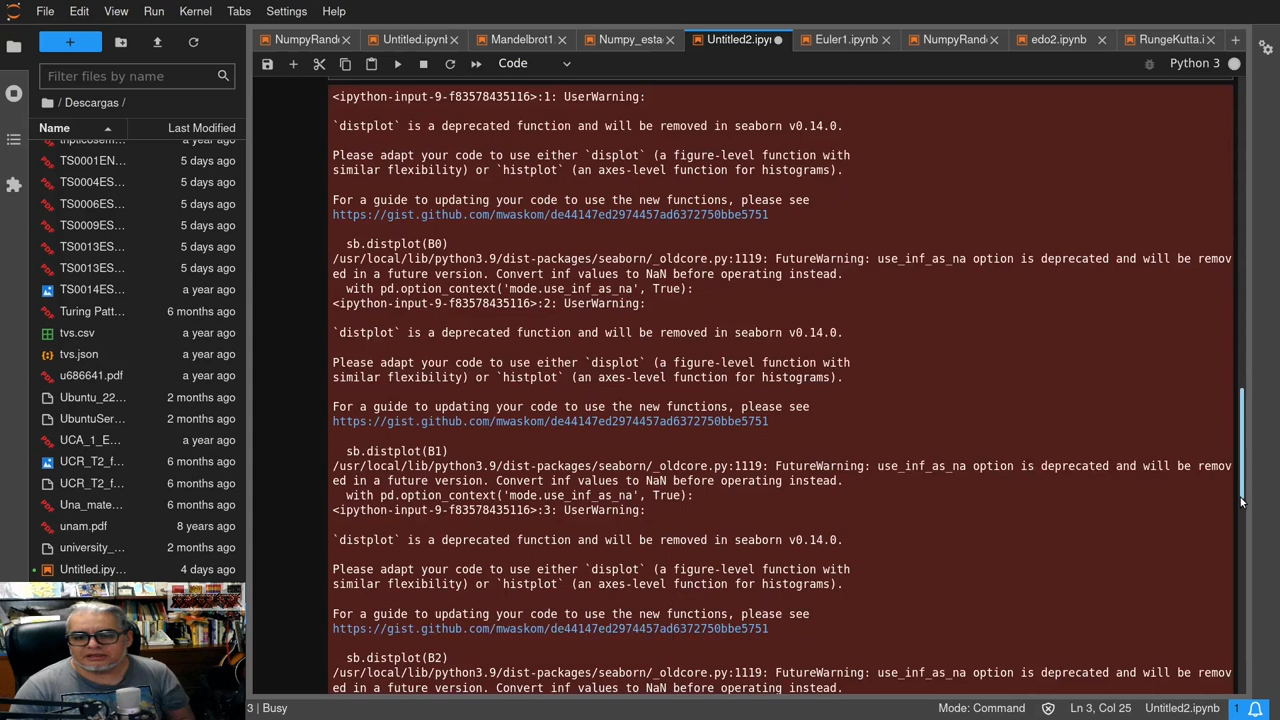 File Edit View Run Kernel Tabs Settings Help
NumpyRand
Untitled.ipynb
Mandelbrot1.
Numpy_esta
Untitled2.ipyn
Euler1.ipynb
NumpyRand
edo2.ipynb
RungeKutta.i
Code
Python 3
Filter files by name
/ Descargas /
Name Last Modified
a year ago
TS0001EN… 5 days ago
TS0004ES… 5 days ago
TS0006ES… 5 days ago
TS0009ES… 5 days ago
TS0013ES… 5 days ago
TS0013ES… 5 days ago
TS0014ES… a year ago
Turing Patt… 6 months ago
tvs.csv a year ago
tvs.json a year ago
u686641.pdf a year ago
Ubuntu_22… 2 months ago
UbuntuSer… 2 months ago
UCA_1_E… a year ago
UCR_T2_f… 6 months ago
UCR_T2_f… 6 months ago
Una_mate… 6 months ago
unam.pdf 8 years ago
university_… 2 months ago
Untitled.ipy… 4 days ago
<ipython-input-9-f83578435116>:1: UserWarning:
`distplot` is a deprecated function and will be removed in seaborn v0.14.0.
Please adapt your code to use either `displot` (a figure-level function with
similar flexibility) or `histplot` (an axes-level function for histograms).
For a guide to updating your code to use the new functions, please see
https://gist.github.com/mwaskom/de44147ed2974457ad6372750bbe5751
sb.distplot(B0)
/usr/local/lib/python3.9/dist-packages/seaborn/_oldcore.py:1119: FutureWarning: use_inf_as_na option is deprecated and will be remov
ed in a future version. Convert inf values to NaN before operating instead.
with pd.option_context('mode.use_inf_as_na', True):
<ipython-input-9-f83578435116>:2: UserWarning:
`distplot` is a deprecated function and will be removed in seaborn v0.14.0.
Please adapt your code to use either `displot` (a figure-level function with
similar flexibility) or `histplot` (an axes-level function for histograms).
For a guide to updating your code to use the new functions, please see
https://gist.github.com/mwaskom/de44147ed2974457ad6372750bbe5751
sb.distplot(B1)
/usr/local/lib/python3.9/dist-packages/seaborn/_oldcore.py:1119: FutureWarning: use_inf_as_na option is deprecated and will be remov
ed in a future version. Convert inf values to NaN before operating instead.
with pd.option_context('mode.use_inf_as_na', True):
<ipython-input-9-f83578435116>:3: UserWarning:
`distplot` is a deprecated function and will be removed in seaborn v0.14.0.
Please adapt your code to use either `displot` (a figure-level function with
similar flexibility) or `histplot` (an axes-level function for histograms).
For a guide to updating your code to use the new functions, please see
https://gist.github.com/mwaskom/de44147ed2974457ad6372750bbe5751
sb.distplot(B2)
/usr/local/lib/python3.9/dist-packages/seaborn/_oldcore.py:1119: FutureWarning: use_inf_as_na option is deprecated and will be remov
ed in a future version. Convert inf values to NaN before operating instead.
3 | Busy Mode: Command Ln 3, Col 25 Untitled2.ipynb 1